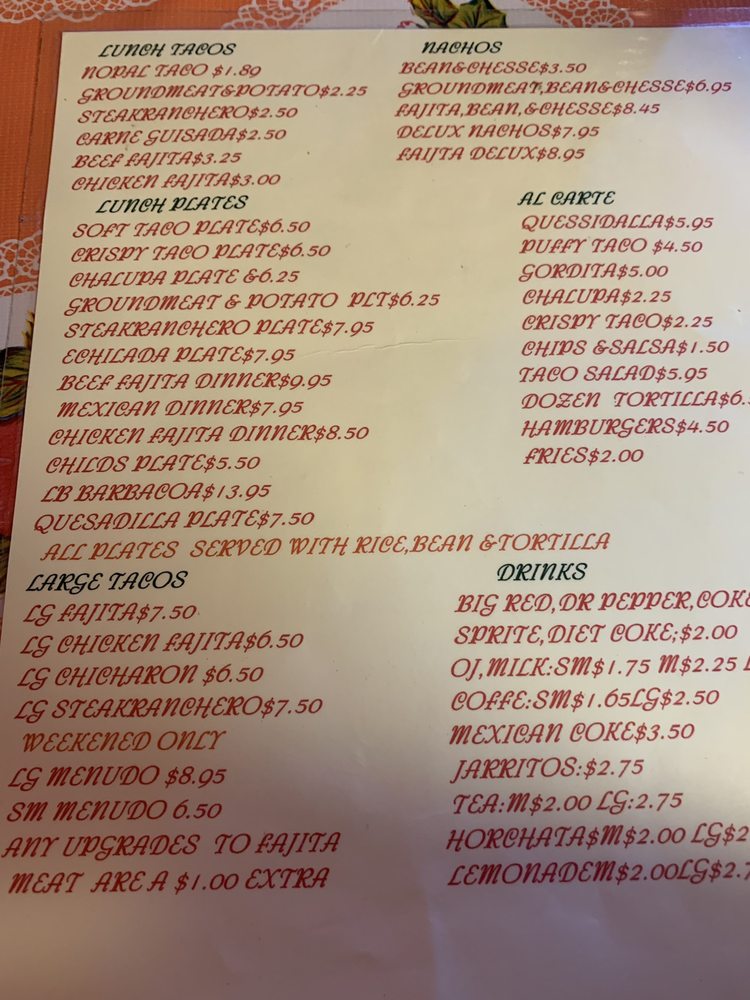 LUNCH TACOS
NOPAL TACO $1.89
GROUNDMEAT&POTATO$2.25
STEAKRANCHERO$2.50
CARNE GUISADA$2.50
BEEF FAJITA$3.25
CHICKEN FAJITA$3.00
LUNCH PLATES
SOFT TACO PLATE$6.50
CRISPY TACO PLATE$6.50
CHALUPA PLATE &6.25
GROUNDMEAT & POTATO PLT$6.25
STEAKRANCHERO PLATE$7.95
ECHILADA PLATE$7.95
BEEF FAJITA DINNER$9.95
MEXICAN DINNER$7.95
CHICKEN FAJITA DINNER$8.50
CHILDS PLATE$5.50
LB BARBACOA$13.95
QUESADILLA PLATE$7.50
ALL PLATES SERVED WITH RICE,BEAN &TORTILLA
NACHOS
BEAN&CHESSE$3.50
GROUNDMEAT,BEAN&CHESSE$6.95
FAJITA,BEAN,&CHESSE$8.45
DELUX NACHOS$7.95
FAIJTA DELUX$8.95
AL CARTE
QUESSIDALLA$5.95
PUFFY TACO $4.50
GORDITA$5.00
CHALUPA$2.25
CRISPY TACO$2.25
CHIPS &SALSA$1.50
TACO SALAD$5.95
DOZEN TORTILLA$6.
HAMBURGERS$4.50
FRIES$2.00
LARGE TACOS
LG FAJITA$7.50
LG CHICKEN FAJITA$6.50
LG CHICHARON $6.50
LG STEAKRANCHERO$7.50
WEEKENED ONLY
LG MENUDO $8.95
SM MENUDO 6.50
ANY UPGRADES TO FAJITA
MEAT ARE A $1.00 EXTRA
DRINKS
BIG RED,DR PEPPER,COKE
SPRITE,DIET COKE;$2.00
OJ,MILK:SM$1.75 M$2.25 L
COFFE:SM$1.65LG$2.50
MEXICAN COKE$3.50
JARRITOS:$2.75
TEA:M$2.00 LG:2.75
HORCHATA$M$2.00 LG$2
LEMONADEM$2.00LG$2.7